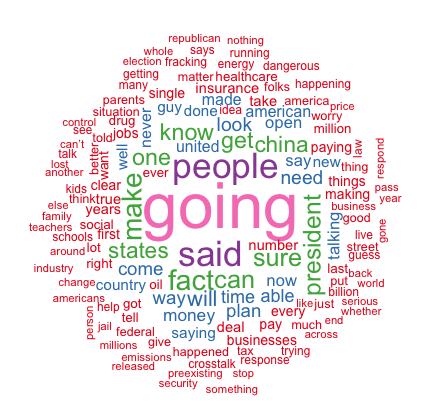 republican nothing
whole says running
election fracking energy dangerous
getting matter healthcare
many single insurance folks happening
parents guy made take america price
situation never done idea american worry
control drug look open million
see told know get china
can't jobs united paying law respond
talk better well one people say new thing
lost want ever need things
another clear make making pass
kids thinktrue going business year
else years president good
family social said talking gone
teachers first states sure live
schools lot number street
around right come factcan now last guess
industry country oil waywill time able put back world
change like just billion
americans help got money plan every serious
person tell saying deal pay much end whether
jail federal businesses across
millions give happened tax trying
emissions crosstalk response
released preexisting stop
security something